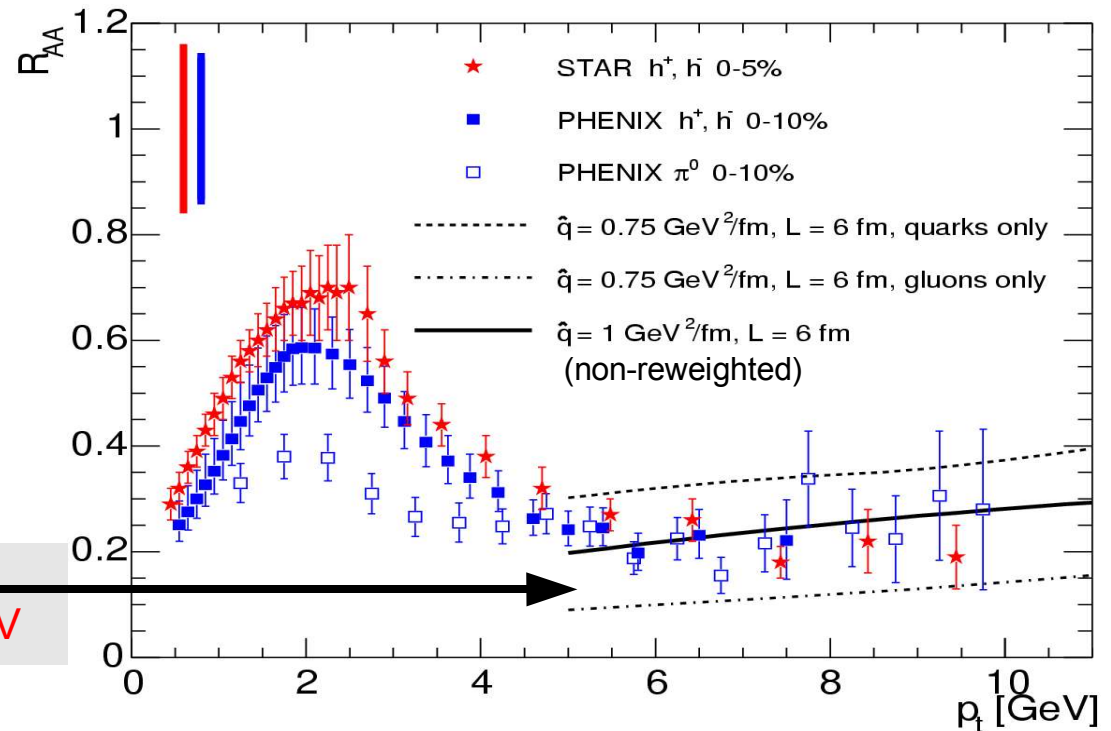 R_AA
1.2
1
0.8
0.6
0.4
0.2
0
0 2 4 6 8 10
p_t [GeV]
STAR h⁺, h⁻ 0-5%
PHENIX h⁺, h⁻ 0-10%
PHENIX π⁰ 0-10%
q̂ = 0.75 GeV²/fm, L = 6 fm, quarks only
q̂ = 0.75 GeV²/fm, L = 6 fm, gluons only
q̂ = 1 GeV²/fm, L = 6 fm
(non-reweighted)
V